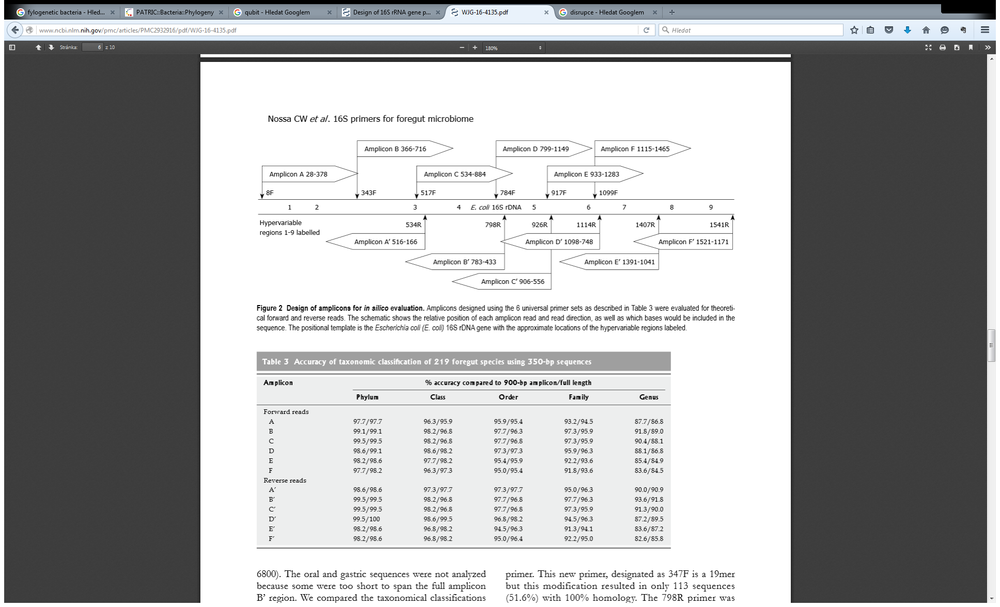 fylogenetic bacteria - Hled...
PATRIC::Bacteria::Phylogeny
qubit - Hledat Googlem
Design of 16S rRNA gene p...
WJG-16-4135.pdf
disrupce - Hledat Googlem
www.ncbi.nlm.nih.gov/pmc/articles/PMC2932916/pdf/WJG-16-4135.pdf
Hledat
Stránka: 6 z 10
180%
Nossa CW et al. 16S primers for foregut microbiome
Amplicon B 366-716 Amplicon D 799-1149 Amplicon F 1115-1465
Amplicon A 28-378 Amplicon C 534-884 Amplicon E 933-1283
8F 343F 517F 784F 917F 1099F
1 2 3 4 E. coli 16S rDNA 5 6 7 8 9
Hypervariable
regions 1-9 labelled
534R 798R 926R 1114R 1407R 1541R
Amplicon A′ 516-166 Amplicon D′ 1098-748 Amplicon F′ 1521-1171
Amplicon B′ 783-433 Amplicon E′ 1391-1041
Amplicon C′ 906-556
Figure 2 Design of amplicons for in silico evaluation. Amplicons designed using the 6 universal primer sets as described in Table 3 were evaluated for theoreti-
cal forward and reverse reads. The schematic shows the relative position of each amplicon read and read direction, as well as which bases would be included in the
sequence. The positional template is the Escherichia coli (E. coli) 16S rDNA gene with the approximate locations of the hypervariable regions labeled.
Table 3 Accuracy of taxonomic classification of 219 foregut species using 350-bp sequences
Amplicon % accuracy compared to 900-bp amplicon/full length
Phylum Class Order Family Genus
Forward reads
A 97.7/97.7 96.3/95.9 95.9/95.4 93.2/94.5 87.7/86.8
B 99.1/99.1 98.2/96.8 97.7/96.3 97.3/95.9 91.8/89.0
C 99.5/99.5 98.2/96.8 97.7/96.8 97.3/95.9 90.4/88.1
D 98.6/99.1 98.6/98.2 97.3/97.3 95.9/96.3 88.1/86.8
E 98.2/98.6 97.7/98.2 95.4/95.9 92.2/93.6 85.4/84.9
F 97.7/98.2 96.3/97.3 95.0/95.4 91.8/93.6 83.6/84.5
Reverse reads
A′ 98.6/98.6 97.3/97.7 97.3/97.7 95.0/96.3 90.0/90.9
B′ 99.5/99.5 98.2/96.8 97.7/96.8 97.7/96.3 93.6/91.8
C′ 99.5/99.5 98.2/96.8 97.7/96.8 97.3/95.9 91.3/90.0
D′ 99.5/100 98.6/99.5 96.8/98.2 94.5/96.3 87.2/89.5
E′ 98.2/98.6 96.8/98.2 94.5/96.3 91.3/94.1 83.6/87.2
F′ 98.2/98.6 96.8/98.2 95.0/96.4 92.2/95.0 82.6/85.8
6800). The oral and gastric sequences were not analyzed
because some were too short to span the full amplicon
B’ region. We compared the taxonomical classifications
primer. This new primer, designated as 347F is a 19mer
but this modification resulted in only 113 sequences
(51.6%) with 100% homology. The 798R primer was